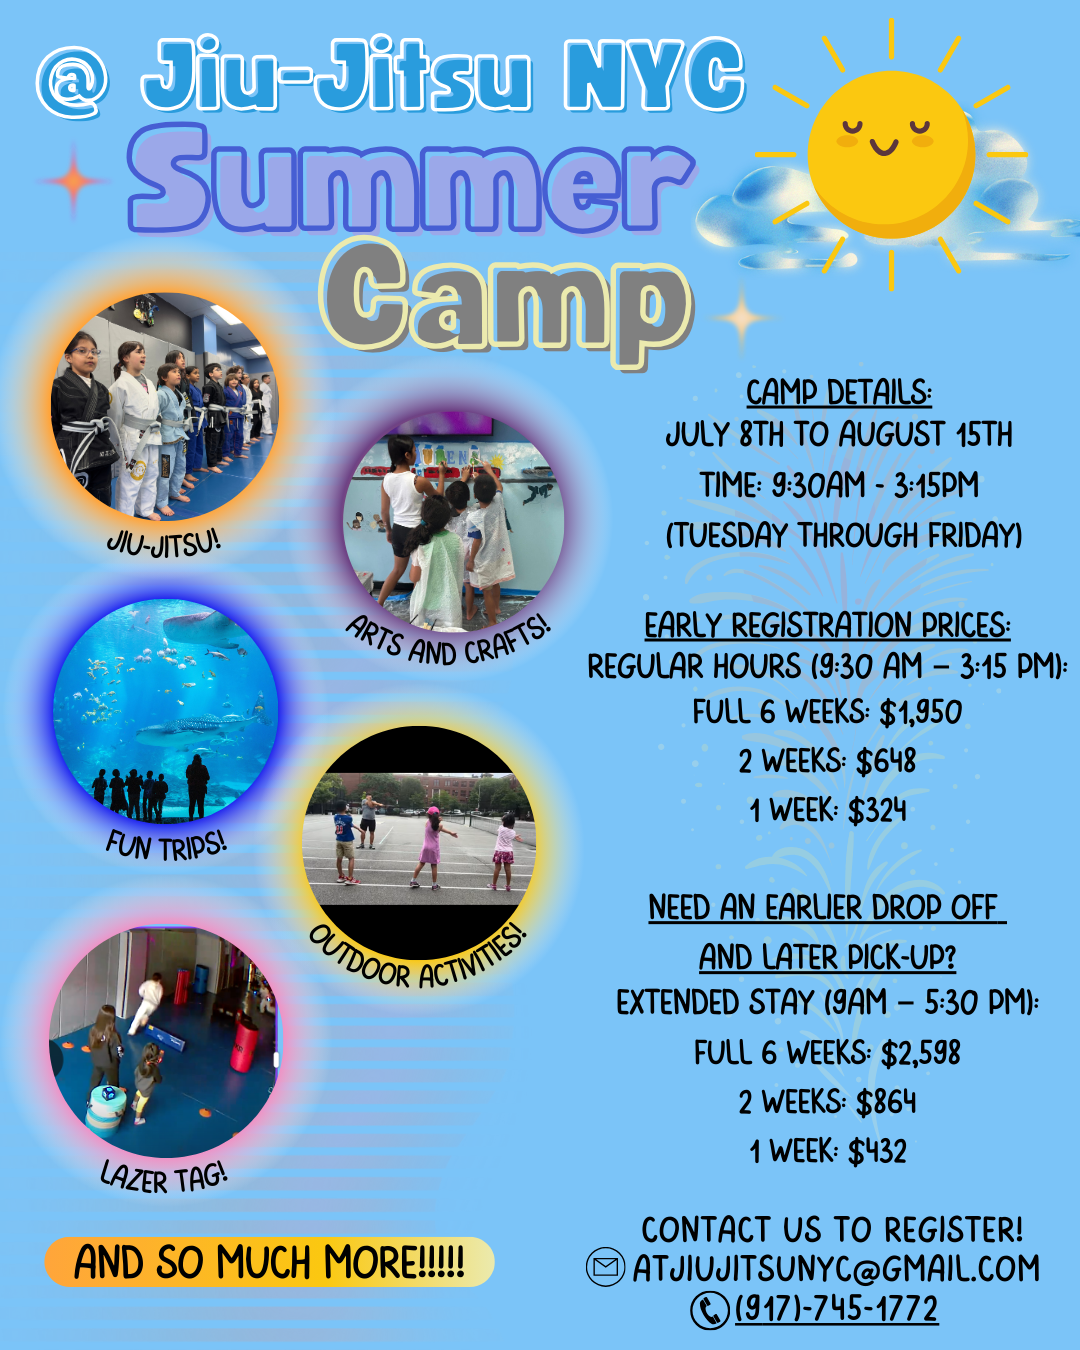 @ Jiu-Jitsu NYC
Summer
Camp
JIU-JITSU!
ARTS AND CRAFTS!
FUN TRIPS!
OUTDOOR ACTIVITIES!
LAZER TAG!
AND SO MUCH MORE!!!!!
CAMP DETAILS:
JULY 8TH TO AUGUST 15TH
TIME: 9:30AM - 3:15PM
(TUESDAY THROUGH FRIDAY)
EARLY REGISTRATION PRICES:
REGULAR HOURS (9:30 AM – 3:15 PM):
FULL 6 WEEKS: $1,950
2 WEEKS: $648
1 WEEK: $324
NEED AN EARLIER DROP OFF
AND LATER PICK-UP?
EXTENDED STAY (9AM – 5:30 PM):
FULL 6 WEEKS: $2,598
2 WEEKS: $864
1 WEEK: $432
CONTACT US TO REGISTER!
ATJIUJITSUNYC@GMAIL.COM
(917)-745-1772